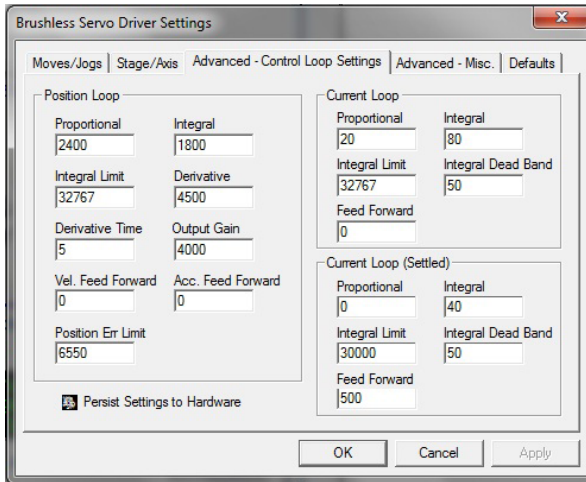 Brushless Servo Driver Settings
x
Moves/Jogs Stage/Axis Advanced - Control Loop Settings Advanced - Misc. Defaults
Position Loop
Proportional Integral
2400 1800
Integral Limit Derivative
32767 4500
Derivative Time Output Gain
5 4000
Vel. Feed Forward Acc. Feed Forward
0 0
Position Err Limit
6550
Persist Settings to Hardware
Current Loop
Proportional Integral
20 80
Integral Limit Integral Dead Band
32767 50
Feed Forward
0
Current Loop (Settled)
Proportional Integral
0 40
Integral Limit Integral Dead Band
30000 50
Feed Forward
500
OK Cancel Apply